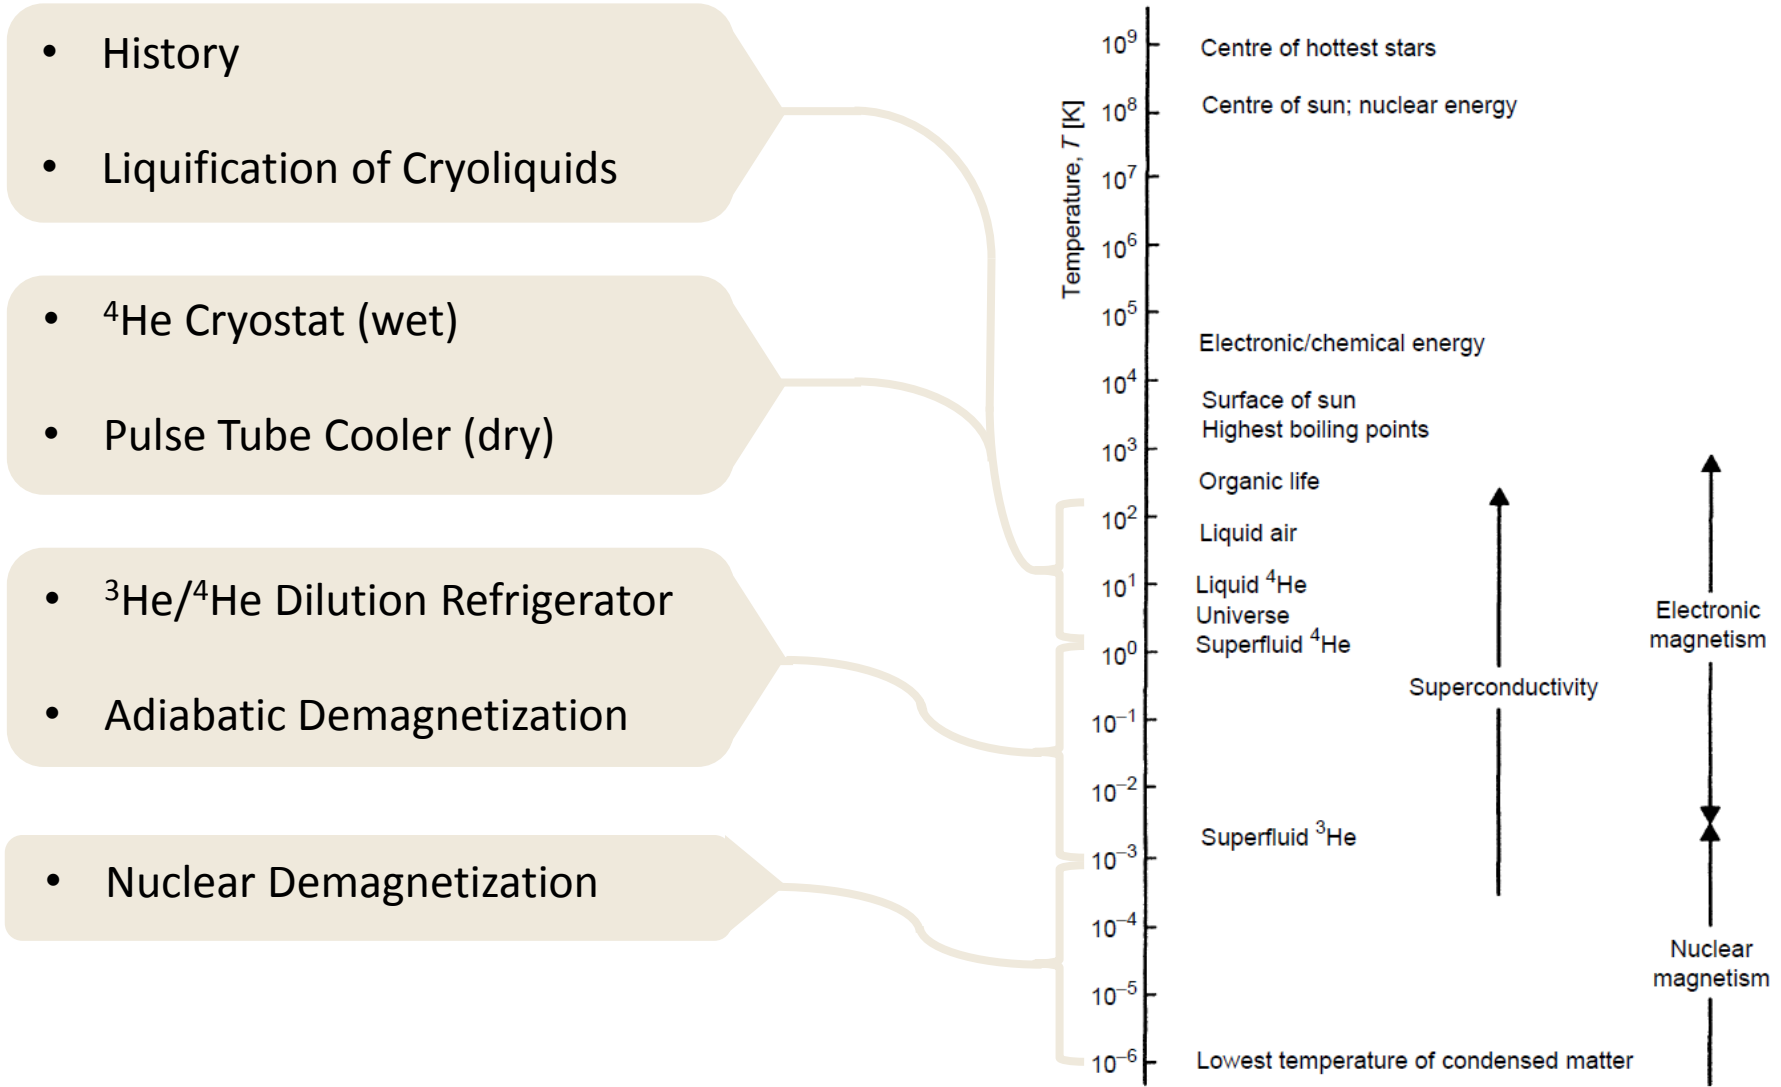 • History
• Liquification of Cryoliquids
• ⁴He Cryostat (wet)
• Pulse Tube Cooler (dry)
• ³He/⁴He Dilution Refrigerator
• Adiabatic Demagnetization
• Nuclear Demagnetization
Temperature, T [K]
10⁹ Centre of hottest stars
10⁸ Centre of sun; nuclear energy
10⁷
10⁶
10⁵
Electronic/chemical energy
10⁴
Surface of sun
Highest boiling points
10³
Organic life
10²
Liquid air
10¹ Liquid ⁴He
Universe
10⁰ Superfluid ⁴He
10⁻¹
10⁻²
Superfluid ³He
10⁻³
10⁻⁴
10⁻⁵
10⁻⁶ Lowest temperature of condensed matter
Superconductivity
Electronic
magnetism
Nuclear
magnetism